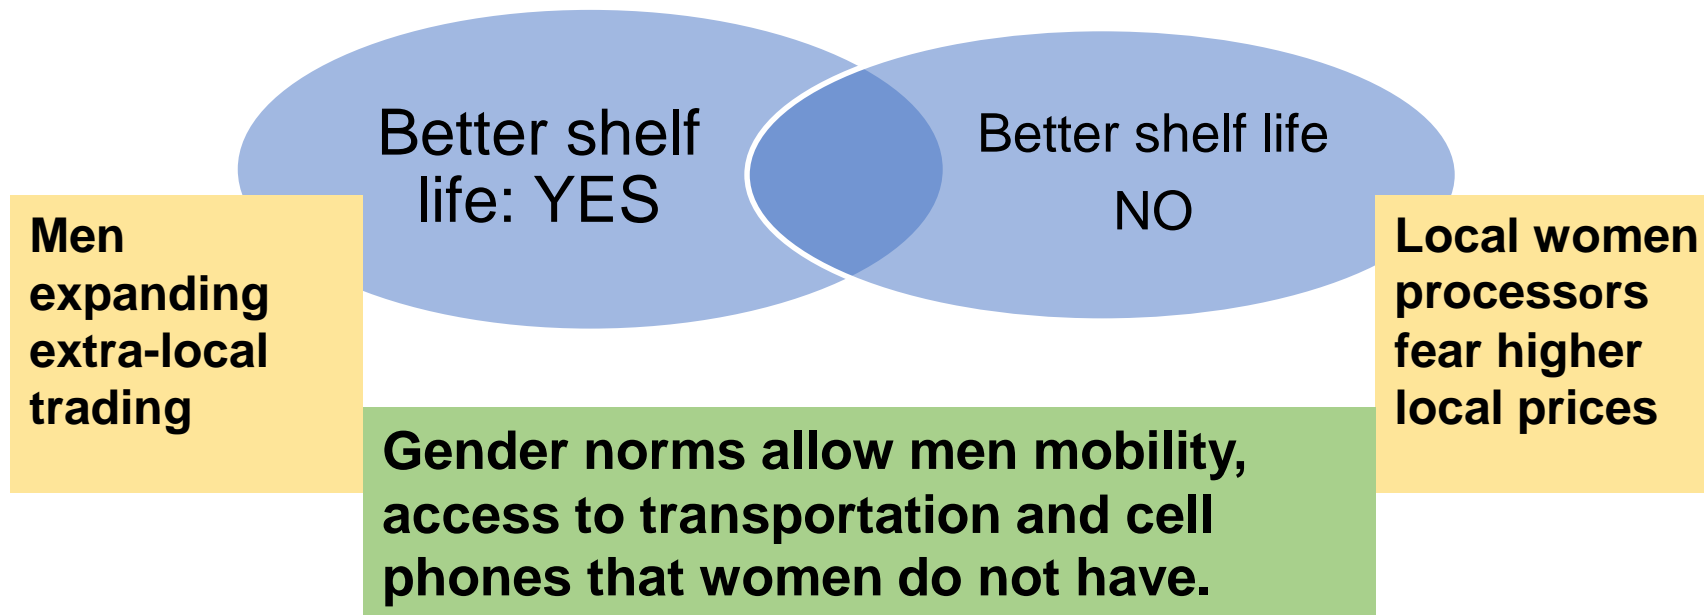 Better shelf
life: YES
Better shelf life
NO
Men
expanding
extra-local
trading
Local women
processors
fear higher
local prices
Gender norms allow men mobility,
access to transportation and cell
phones that women do not have.